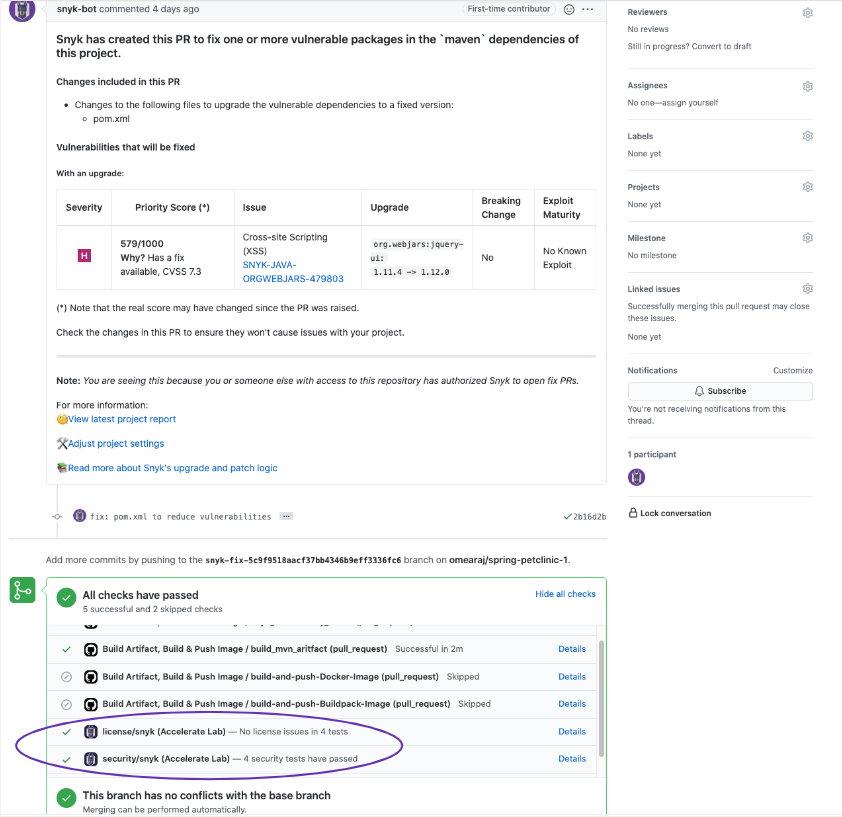 snyk-bot commented 4 days ago
First-time contributor
Snyk has created this PR to fix one or more vulnerable packages in the `maven` dependencies of
this project.
Changes included in this PR
Changes to the following files to upgrade the vulnerable dependencies to a fixed version:
pom.xml
Vulnerabilities that will be fixed
With an upgrade:
Severity
Priority Score (*)
Issue
Upgrade
Breaking
Change
Exploit
Maturity
H
579/1000
Why? Has a fix
available, CVSS 7.3
Cross-site Scripting
(XSS)
SNYK-JAVA-
ORGWEBJARS-479803
org.webjars:jquery-
ui:
1.11.4 -> 1.12.0
No
No Known
Exploit
(*) Note that the real score may have changed since the PR was raised.
Check the changes in this PR to ensure they won't cause issues with your project.
Note: You are seeing this because you or someone else with access to this repository has authorized Snyk to open fix PRs.
For more information:
View latest project report
Adjust project settings
Read more about Snyk's upgrade and patch logic
fix: pom.xml to reduce vulnerabilities
2b16d2b
Add more commits by pushing to the snyk-fix-5c9f9518aacf37bb4346b9eff3336fc6 branch on omearaj/spring-petclinic-1.
All checks have passed
5 successful and 2 skipped checks
Hide all checks
Build Artifact, Build & Push Image / build_mvn_aritfact (pull_request) Successful in 2m
Details
Build Artifact, Build & Push Image / build-and-push-Docker-Image (pull_request) Skipped
Details
Build Artifact, Build & Push Image / build-and-push-Buildpack-Image (pull_request) Skipped
Details
license/snyk (Accelerate Lab) — No license issues in 4 tests
Details
security/snyk (Accelerate Lab) — 4 security tests have passed
Details
This branch has no conflicts with the base branch
Merging can be performed automatically.
Reviewers
No reviews
Still in progress? Convert to draft
Assignees
No one—assign yourself
Labels
None yet
Projects
None yet
Milestone
No milestone
Linked issues
Successfully merging this pull request may close
these issues.
None yet
Notifications
Customize
Subscribe
You're not receiving notifications from this
thread.
1 participant
Lock conversation